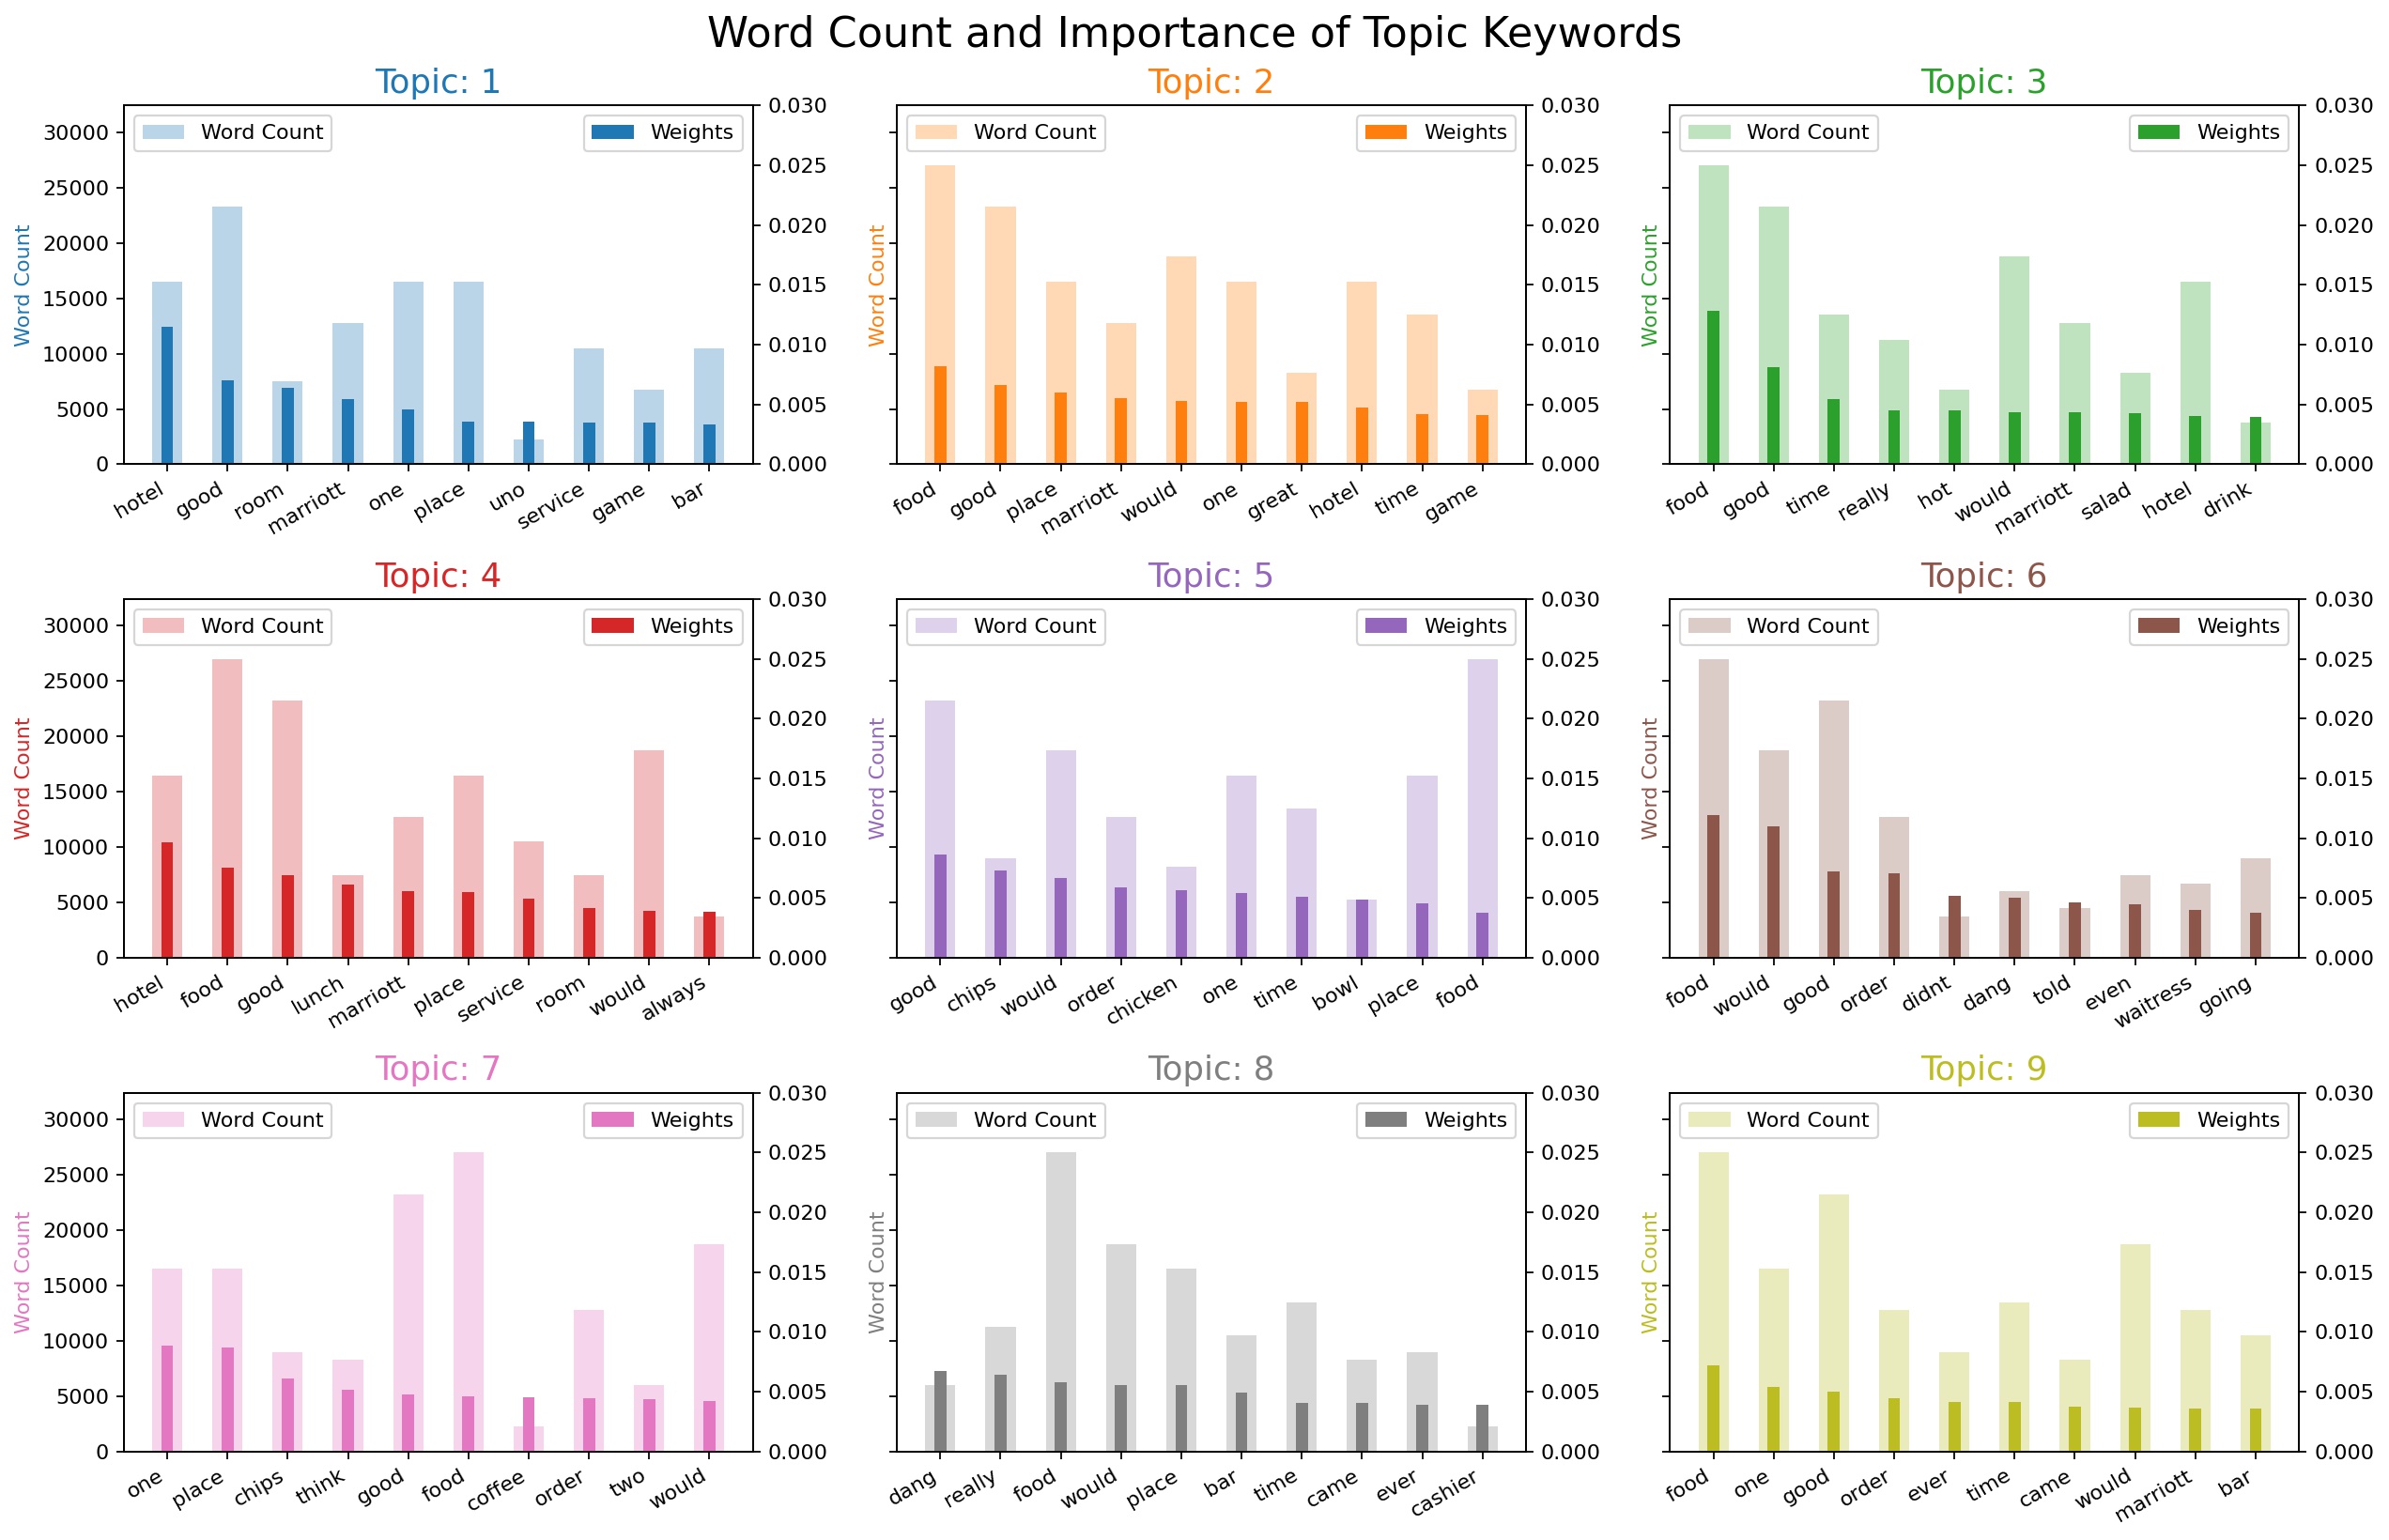 Word Count and Importance of Topic Keywords
Topic: 1
Word Count
Weights
Word Count
30000
25000
20000
15000
10000
5000
0
0.030
0.025
0.020
0.015
0.010
0.005
0.000
hotel good room marriott one place uno service game bar
Topic: 2
Word Count
Weights
Word Count
0.030
0.025
0.020
0.015
0.010
0.005
0.000
food good place marriott would one great hotel time game
Topic: 3
Word Count
Weights
Word Count
0.030
0.025
0.020
0.015
0.010
0.005
0.000
food good time really hot would marriott salad hotel drink
Topic: 4
Word Count
Weights
Word Count
30000
25000
20000
15000
10000
5000
0
0.030
0.025
0.020
0.015
0.010
0.005
0.000
hotel food good lunch marriott place service room would always
Topic: 5
Word Count
Weights
Word Count
0.030
0.025
0.020
0.015
0.010
0.005
0.000
good chips would order chicken one time bowl place food
Topic: 6
Word Count
Weights
Word Count
0.030
0.025
0.020
0.015
0.010
0.005
0.000
food would good order didnt dang told even waitress going
Topic: 7
Word Count
Weights
Word Count
30000
25000
20000
15000
10000
5000
0
0.030
0.025
0.020
0.015
0.010
0.005
0.000
one place chips think good food coffee order two would
Topic: 8
Word Count
Weights
Word Count
0.030
0.025
0.020
0.015
0.010
0.005
0.000
dang really food would place bar time came ever cashier
Topic: 9
Word Count
Weights
Word Count
0.030
0.025
0.020
0.015
0.010
0.005
0.000
food one good order ever time came would marriott bar